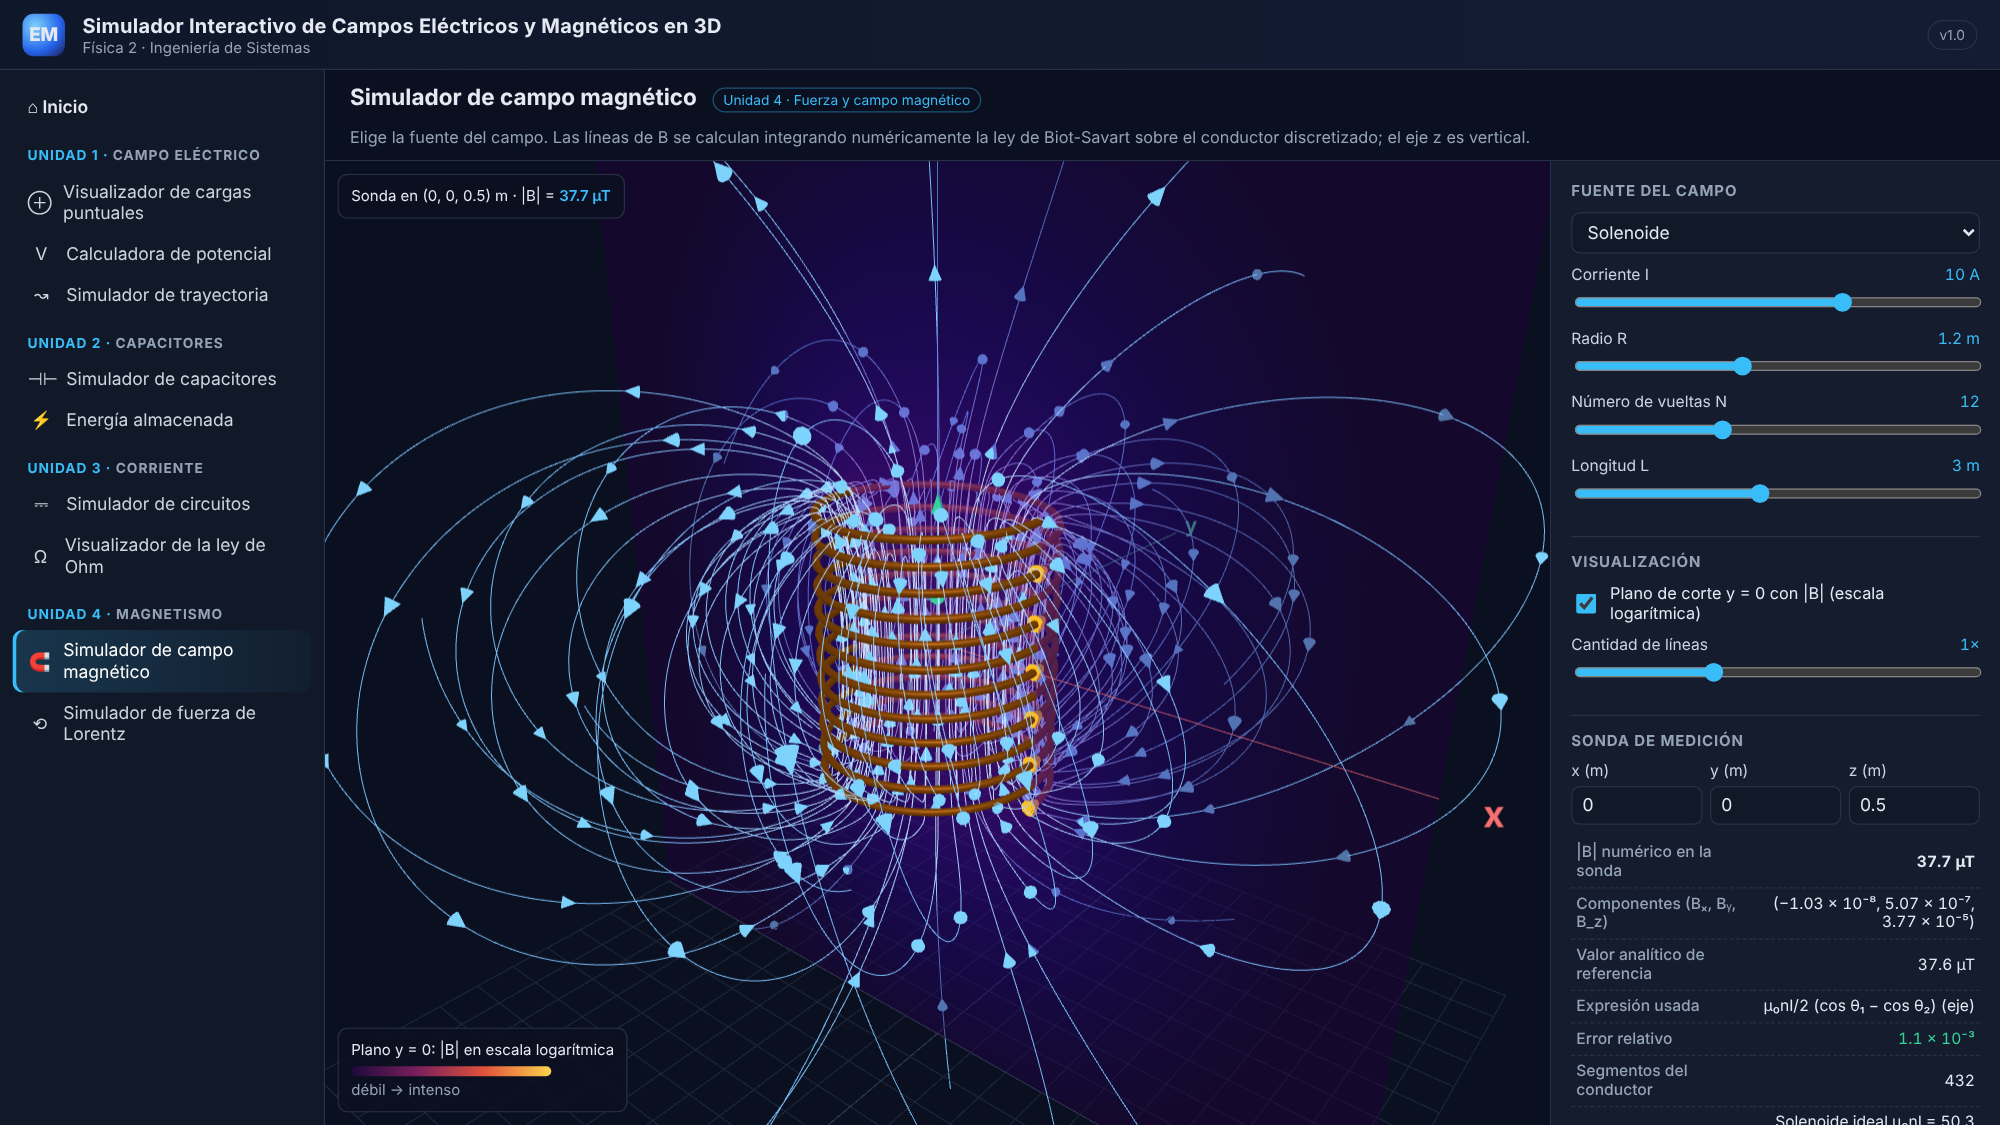 EM
Simulador Interactivo de Campos Eléctricos y Magnéticos en 3D
Física 2 · Ingeniería de Sistemas
v1.0
⌂ Inicio
UNIDAD 1 · CAMPO ELÉCTRICO
Visualizador de cargas
puntuales
V Calculadora de potencial
↝ Simulador de trayectoria
UNIDAD 2 · CAPACITORES
⊣⊢ Simulador de capacitores
⚡ Energía almacenada
UNIDAD 3 · CORRIENTE
⎓ Simulador de circuitos
Ω Visualizador de la ley de
Ohm
UNIDAD 4 · MAGNETISMO
🧲 Simulador de campo
magnético
⟲ Simulador de fuerza de
Lorentz
Simulador de campo magnético
Unidad 4 · Fuerza y campo magnético
Elige la fuente del campo. Las líneas de B se calculan integrando numéricamente la ley de Biot-Savart sobre el conductor discretizado; el eje z es vertical.
Sonda en (0, 0, 0.5) m · |B| = 37.7 µT
y
X
Plano y = 0: |B| en escala logarítmica
débil → intenso
FUENTE DEL CAMPO
Solenoide
Corriente I 10 A
Radio R 1.2 m
Número de vueltas N 12
Longitud L 3 m
VISUALIZACIÓN
Plano de corte y = 0 con |B| (escala
logarítmica)
Cantidad de líneas 1×
SONDA DE MEDICIÓN
x (m) y (m) z (m)
0 0 0.5
|B| numérico en la
sonda
37.7 µT
Componentes (Bₓ, Bᵧ,
B_z)
(−1.03 × 10⁻⁸, 5.07 × 10⁻⁷,
3.77 × 10⁻⁵)
Valor analítico de
referencia
37.6 µT
Expresión usada µ₀nI/2 (cos θ₁ − cos θ₂) (eje)
Error relativo 1.1 × 10⁻³
Segmentos del
conductor
432
Solenoide ideal µ₀nI = 50.3